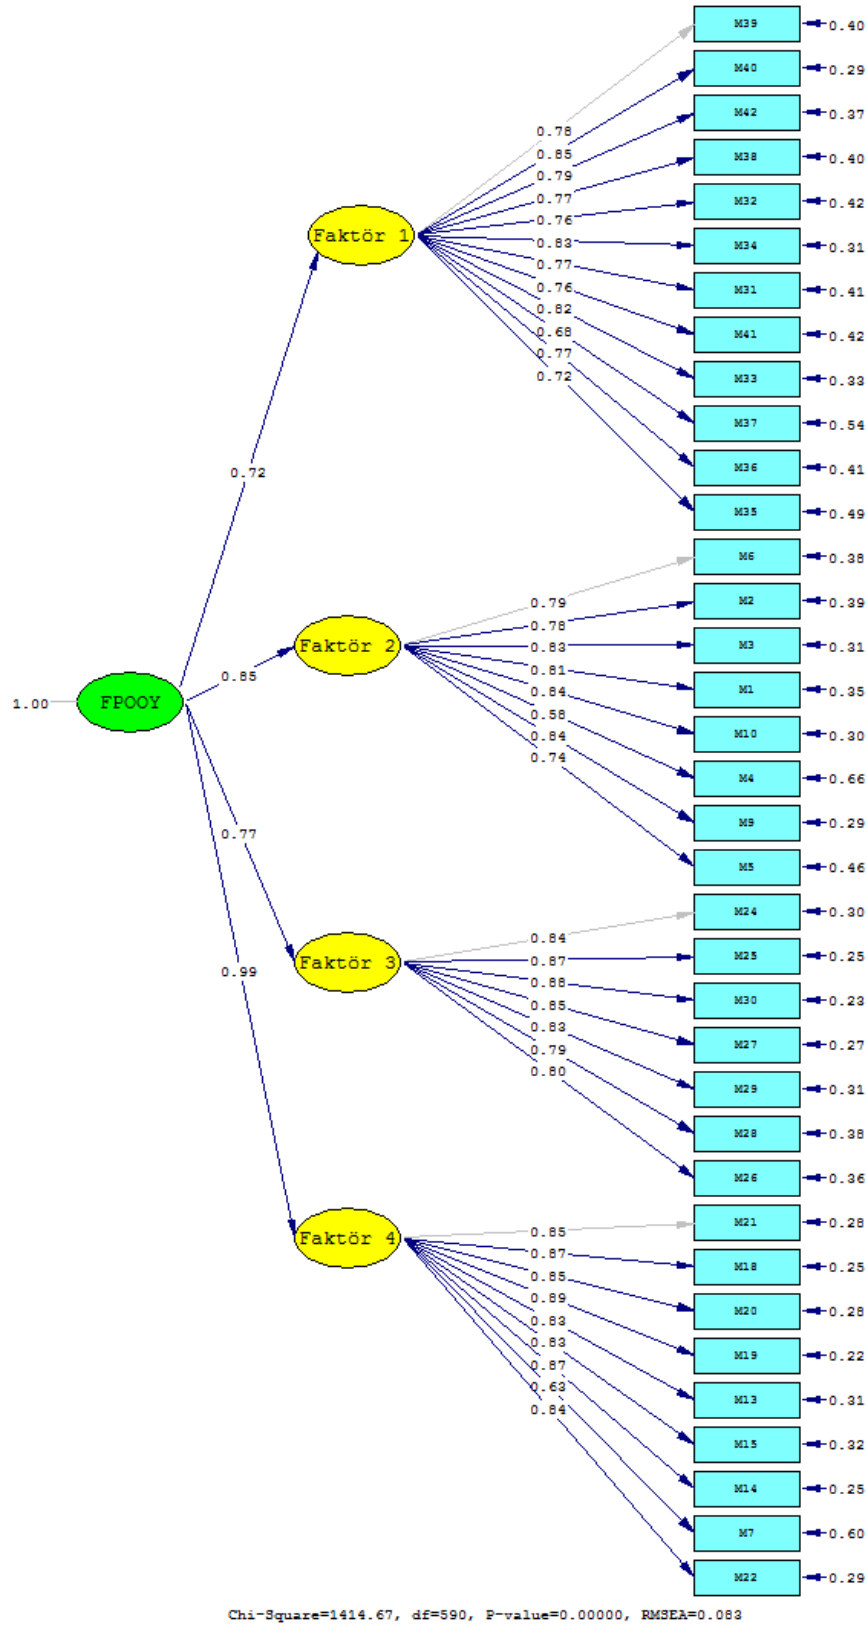 M39
0.40
M40
0.29
M42
0.37
0.78
0.85
M38
0.40
0.79
0.77
M32
0.42
0.76
Faktör 1
0.83
M34
0.31
0.77
0.76
M31
0.41
0.82
0.68
M41
0.42
0.77
0.72
M33
0.33
M37
0.54
0.72
M36
0.41
M35
0.49
M6
0.38
0.79
M2
0.39
0.78
Faktör 2
0.83
M3
0.31
0.85
0.81
0.84
M1
0.35
1.00
FPOOY
0.58
0.84
M10
0.30
0.74
M4
0.66
M9
0.29
0.77
M5
0.46
M24
0.30
0.84
Faktör 3
0.87
M25
0.25
0.99
0.88
0.85
M30
0.23
0.83
0.79
M27
0.27
0.80
M29
0.31
M28
0.38
M26
0.36
M21
0.28
0.85
Faktör 4
0.87
M18
0.25
0.85
0.89
M20
0.28
0.83
0.83
M19
0.22
0.87
0.63
M13
0.31
0.84
M15
0.32
M14
0.25
M7
0.60
M22
0.29
Chi-Square=1414.67, df=590, P-value=0.00000, RMSEA=0.083